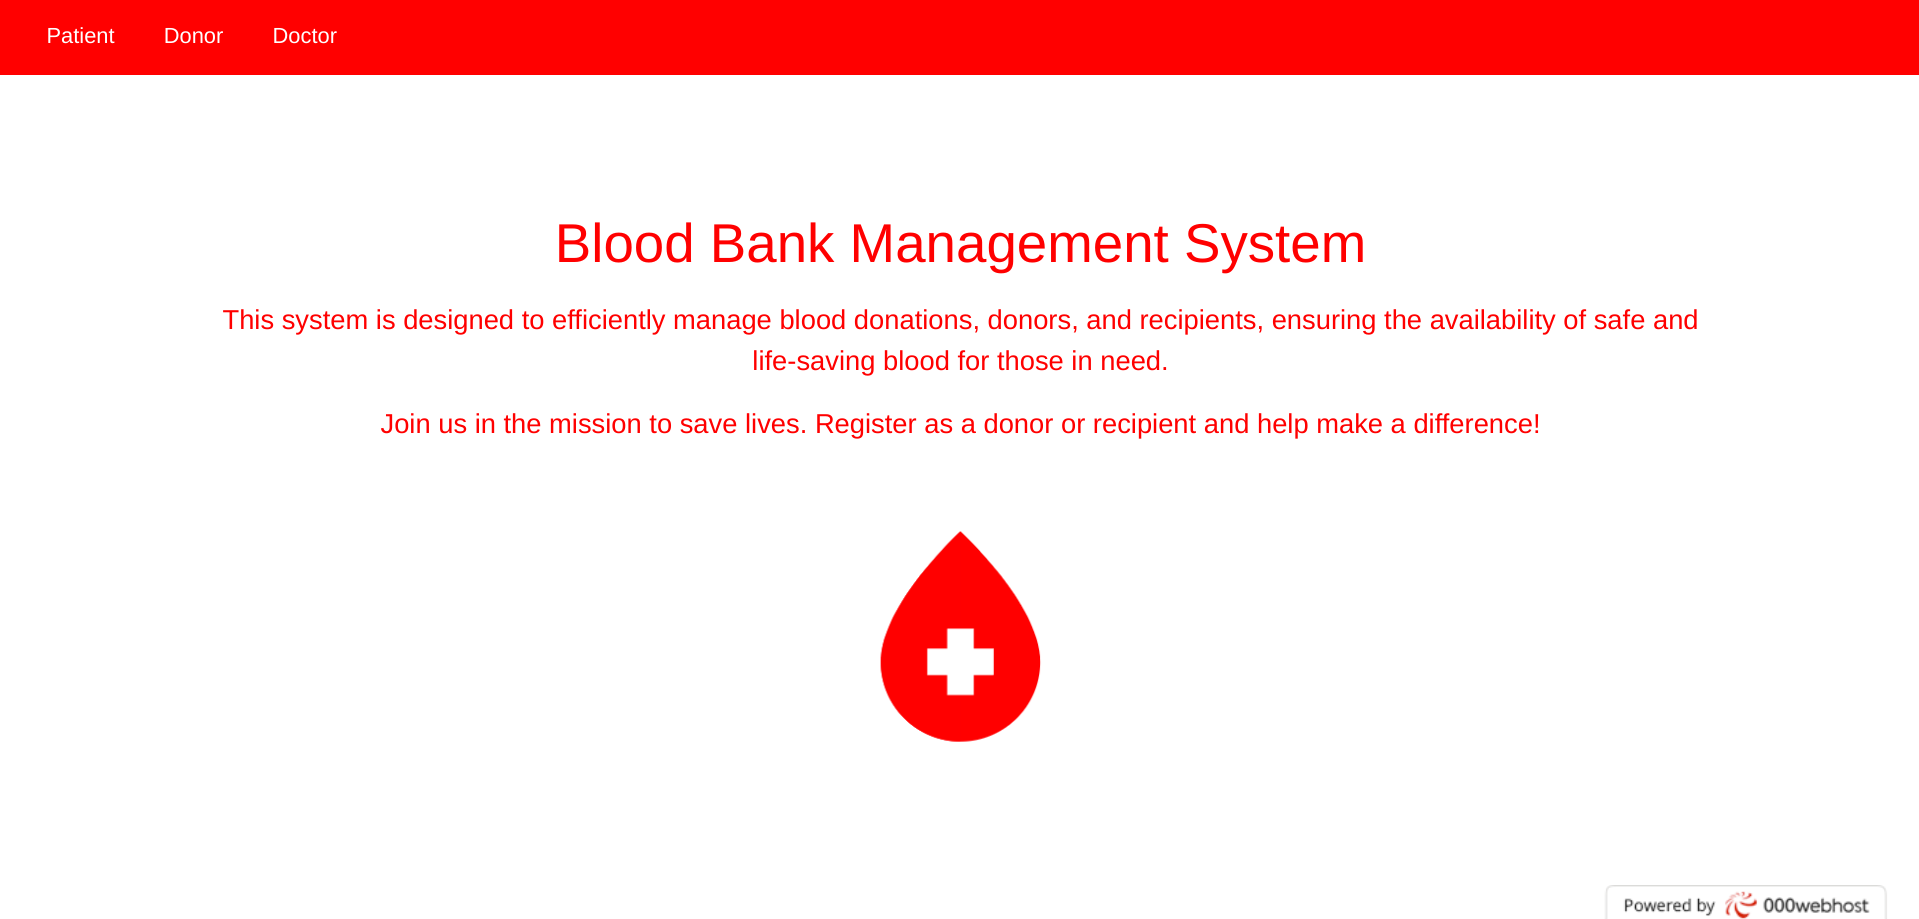 Patient Donor Doctor
Blood Bank Management System
This system is designed to efficiently manage blood donations, donors, and recipients, ensuring the availability of safe and
life-saving blood for those in need.
Join us in the mission to save lives. Register as a donor or recipient and help make a difference!
Powered by 000webhost